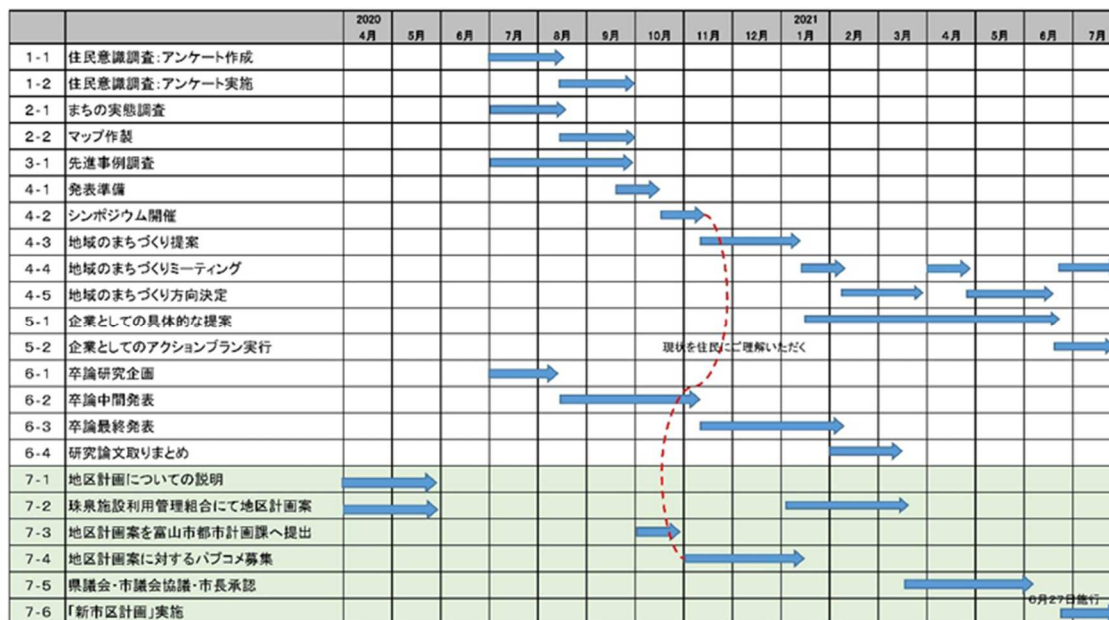 2020 2021
4月 5月 6月 7月 8月 9月 10月 11月 12月 1月 2月 3月 4月 5月 6月 7月
1-1 住民意識調査:アンケート作成
1-2 住民意識調査:アンケート実施
2-1 まちの実態調査
2-2 マップ作製
3-1 先進事例調査
4-1 発表準備
4-2 シンポジウム開催
4-3 地域のまちづくり提案
4-4 地域のまちづくりミーティング
4-5 地域のまちづくり方向決定
5-1 企業としての具体的な提案
5-2 企業としてのアクションプラン実行
現状を住民にご理解いただく
6-1 卒論研究企画
6-2 卒論中間発表
6-3 卒論最終発表
6-4 研究論文取りまとめ
7-1 地区計画についての説明
7-2 珠泉施設利用管理組合にて地区計画案
7-3 地区計画案を富山市都市計画課へ提出
7-4 地区計画案に対するパブコメ募集
7-5 県議会・市議会協議・市長承認
6月27日施行
7-6 「新市区計画」実施